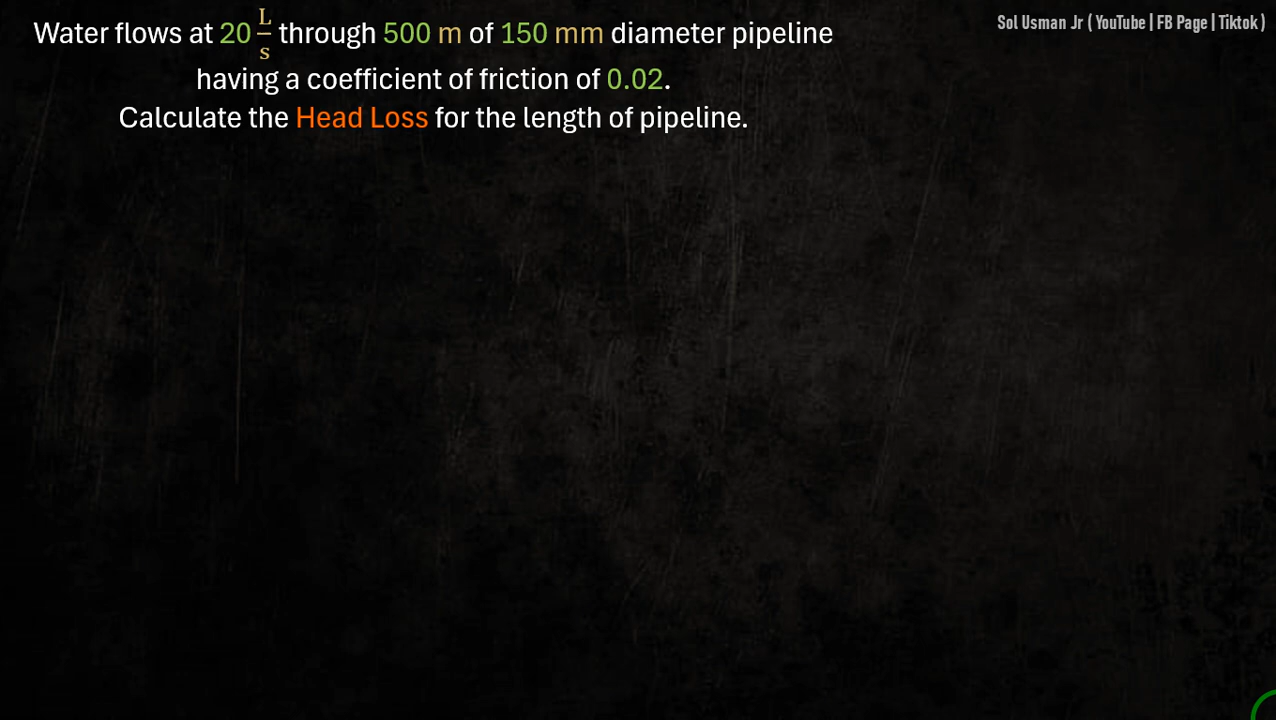 Water flows at 20 L/s through 500 m of 150 mm diameter pipeline
having a coefficient of friction of 0.02.
Calculate the Head Loss for the length of pipeline.
Sol Usman Jr ( YouTube | FB Page | Tiktok )